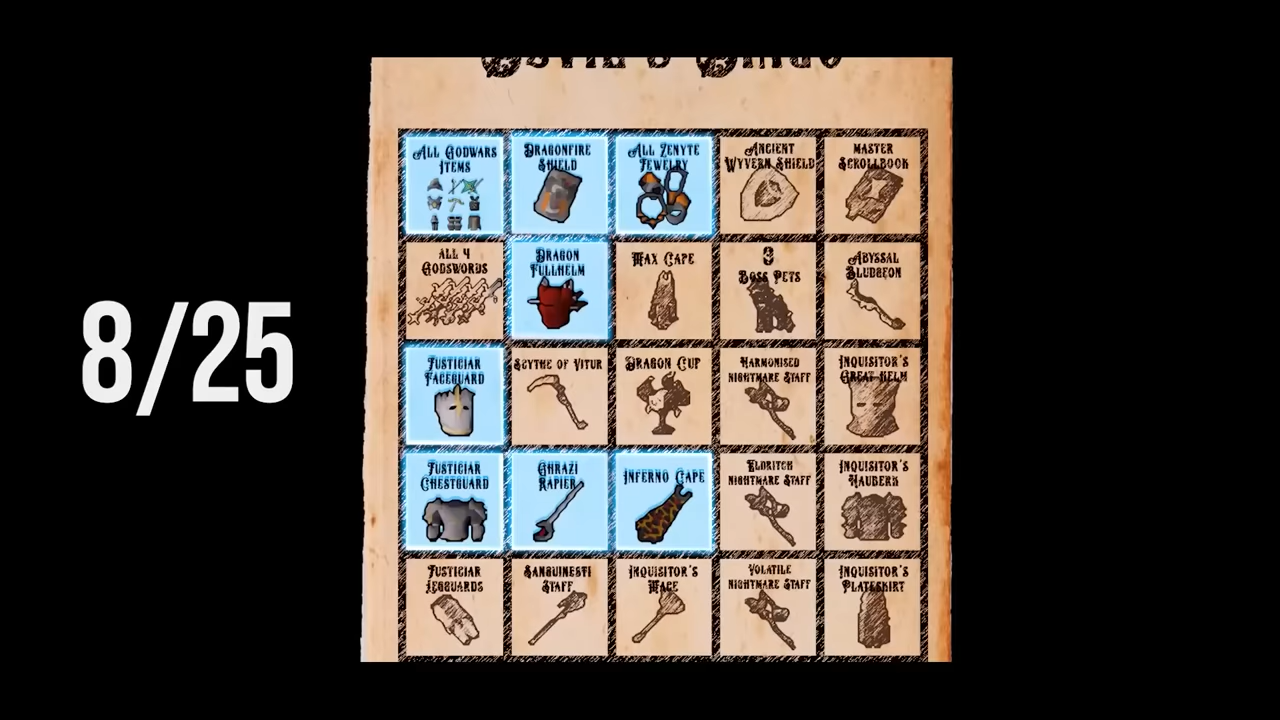 8/25
All Godwars
Items
Dragonfire
Shield
All Zenyte
Jewelry
Ancient
Wyvern Shield
Master
Scrollbook
All 4
Godswords
Dragon
Fullhelm
Max Cape
3
Boss Pets
Abyssal
Bludgeon
Justiciar
Faceguard
Scythe of Vitur
Dragon Cup
Harmonised
Nightmare Staff
Inquisitor's
Great Helm
Justiciar
Chestguard
Ghrazi
Rapier
Inferno Cape
Eldritch
Nightmare Staff
Inquisitor's
Hauberk
Justiciar
Legguards
Sanguinesti
Staff
Inquisitor's
Mace
Volatile
Nightmare Staff
Inquisitor's
Plateskirt